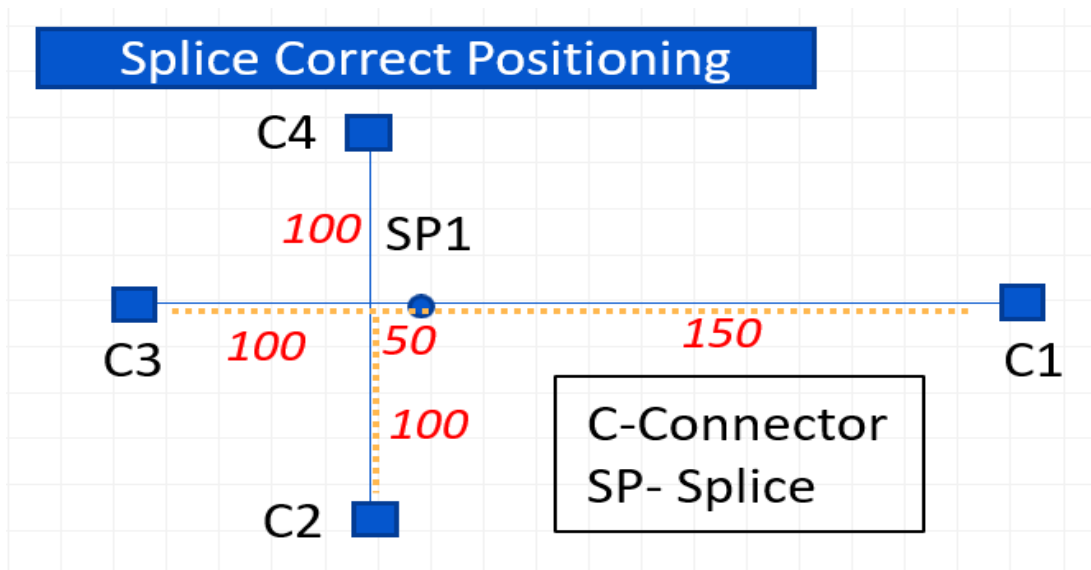 Splice Correct Positioning
C4
100
SP1
C3
100
50
150
C1
100
C2
C-Connector
SP- Splice